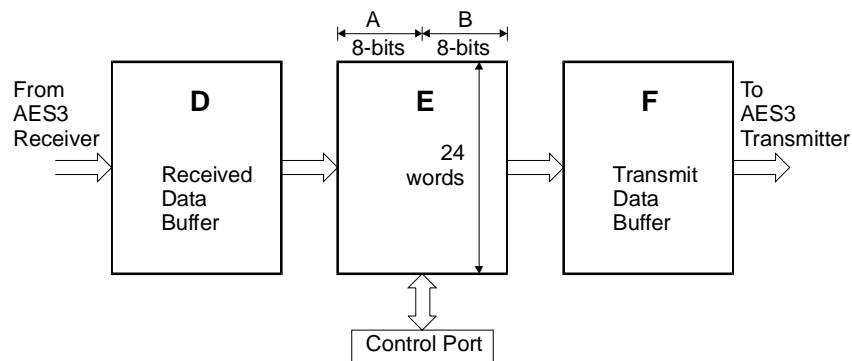 A B
8-bits 8-bits
From
AES3
Receiver
D
Received
Data
Buffer
E
24
words
F
Transmit
Data
Buffer
To
AES3
Transmitter
Control Port